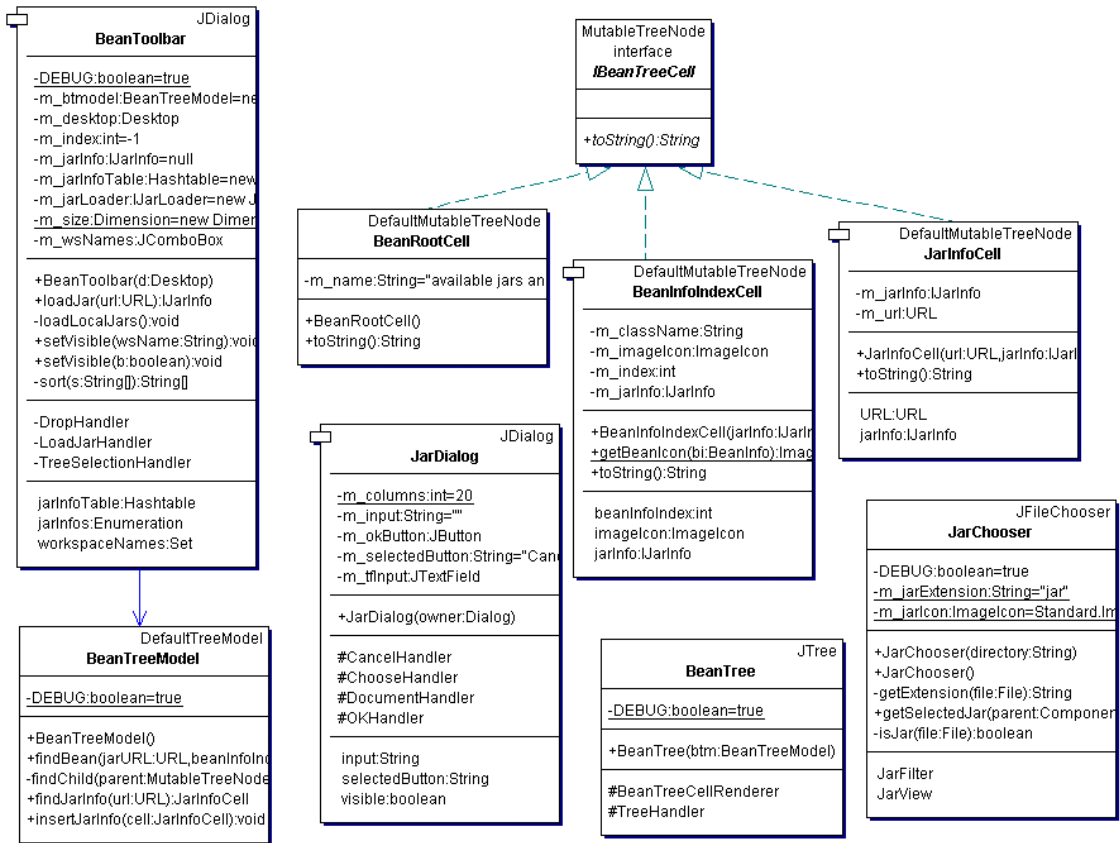 JDialog
BeanToolbar
-DEBUG:boolean=true
-m_btmodel:BeanTreeModel=ne
-m_desktop:Desktop
-m_index:int=-1
-m_jarInfo:IJarInfo=null
-m_jarInfoTable:Hashtable=new
-m_jarLoader:IJarLoader=new J
-m_size:Dimension=new Dimer
-m_wsNames:JComboBox
+BeanToolbar(d:Desktop)
+loadJar(url:URL):IJarInfo
-loadLocalJars():void
+setVisible(wsName:String):void
+setVisible(b:boolean):void
-sort(s:String[]):String[]
-DropHandler
-LoadJarHandler
-TreeSelectionHandler
jarInfoTable:Hashtable
jarInfos:Enumeration
workspaceNames:Set
MutableTreeNode
interface
IBeanTreeCell
+toString():String
DefaultMutableTreeNode
BeanRootCell
-m_name:String="available jars an
+BeanRootCell()
+toString():String
DefaultMutableTreeNode
BeanInfoIndexCell
-m_className:String
-m_imageIcon:ImageIcon
-m_index:int
-m_jarInfo:IJarInfo
+BeanInfoIndexCell(jarInfo:IJarIn
+getBeanIcon(bi:BeanInfo):Imag
+toString():String
beanInfoIndex:int
imageIcon:ImageIcon
jarInfo:IJarInfo
DefaultMutableTreeNode
JarInfoCell
-m_jarInfo:IJarInfo
-m_url:URL
+JarInfoCell(url:URL,jarInfo:IJarI
+toString():String
URL:URL
jarInfo:IJarInfo
JDialog
JarDialog
-m_columns:int=20
-m_input:String=""
-m_okButton:JButton
-m_selectedButton:String="Canc
-m_tfInput:JTextField
+JarDialog(owner:Dialog)
#CancelHandler
#ChooseHandler
#DocumentHandler
#OKHandler
input:String
selectedButton:String
visible:boolean
JFileChooser
JarChooser
-DEBUG:boolean=true
-m_jarExtension:String="jar"
-m_jarIcon:ImageIcon=Standard.Im
+JarChooser(directory:String)
+JarChooser()
-getExtension(file:File):String
+getSelectedJar(parent:Componen
-isJar(file:File):boolean
JarFilter
JarView
DefaultTreeModel
BeanTreeModel
-DEBUG:boolean=true
+BeanTreeModel()
+findBean(jarURL:URL,beanInfoInd
-findChild(parent:MutableTreeNode
+findJarInfo(url:URL):JarInfoCell
+insertJarInfo(cell:JarInfoCell):void
JTree
BeanTree
-DEBUG:boolean=true
+BeanTree(btm:BeanTreeModel)
#BeanTreeCellRenderer
#TreeHandler